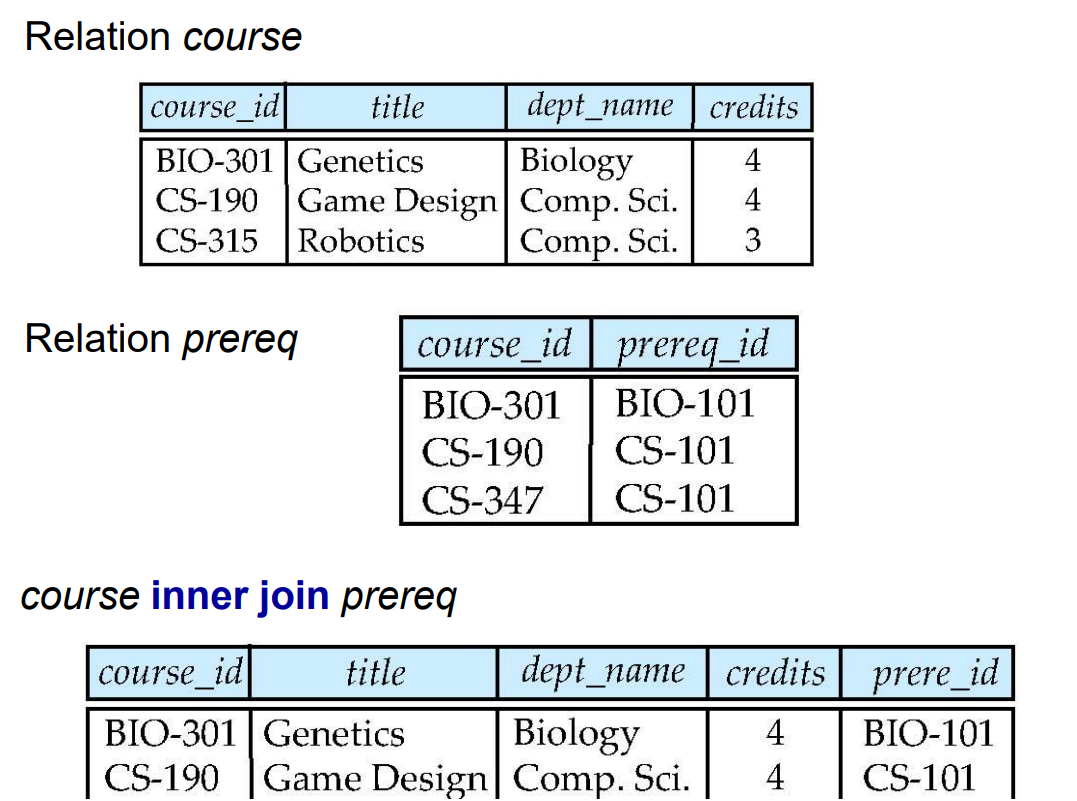 Relation course
course_id title dept_name credits
BIO-301 Genetics Biology 4
CS-190 Game Design Comp. Sci. 4
CS-315 Robotics Comp. Sci. 3
Relation prereq
course_id prereq_id
BIO-301 BIO-101
CS-190 CS-101
CS-347 CS-101
course inner join prereq
course_id title dept_name credits prere_id
BIO-301 Genetics Biology 4 BIO-101
CS-190 Game Design Comp. Sci. 4 CS-101